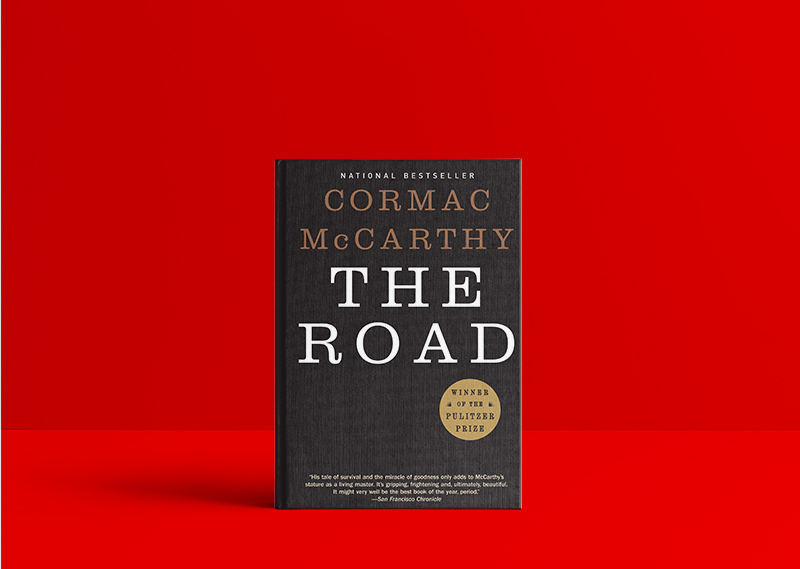 NATIONAL BESTSELLER
CORMAC
McCARTHY
THE
ROAD
WINNER
OF THE
PULITZER
PRIZE
"His tale of survival and the miracle of goodness only adds to McCarthy's
stature as a living master. It's gripping, frightening and, ultimately, beautiful.
It might very well be the best book of the year, period."
—San Francisco Chronicle